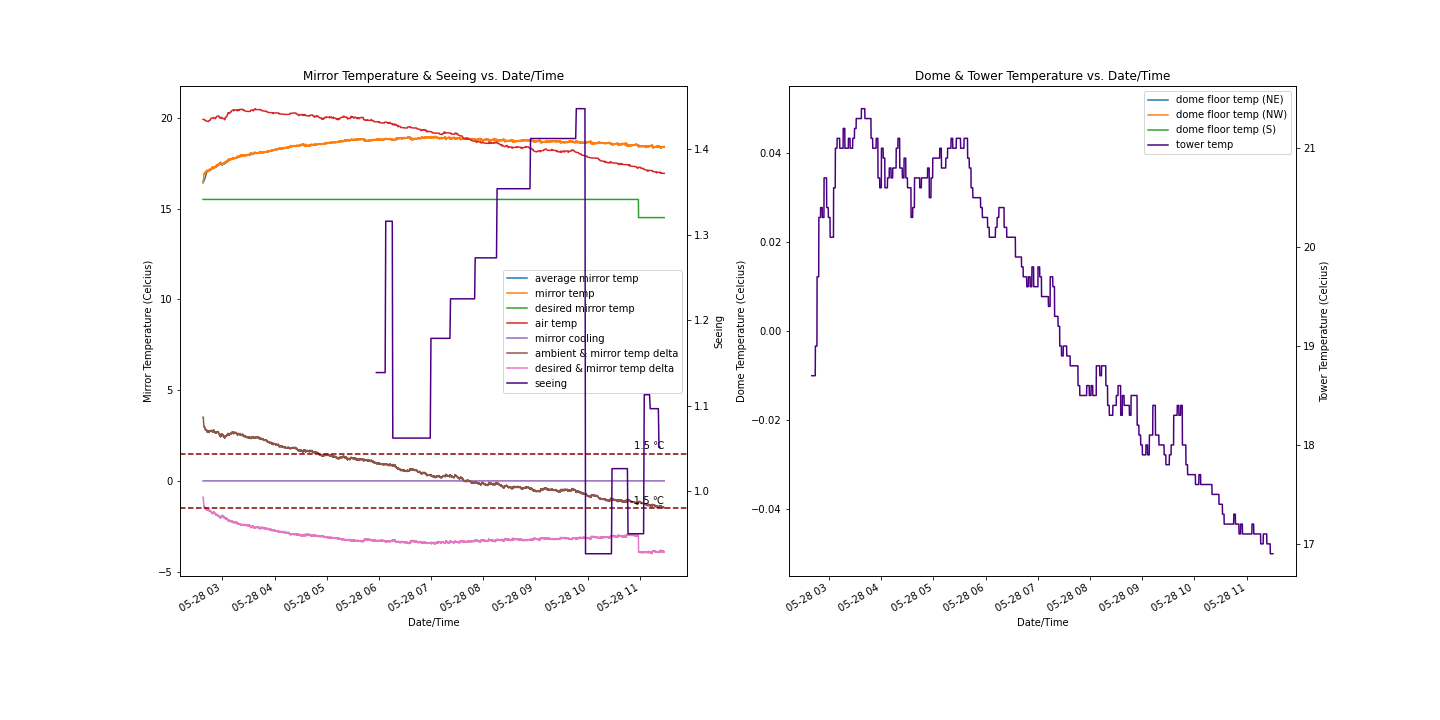 Mirror Temperature & Seeing vs. Date/Time
Mirror Temperature (Celcius)
20
15
10
5
0
−5
1.4
1.3
1.2
1.1
1.0
Seeing
average mirror temp
mirror temp
desired mirror temp
air temp
mirror cooling
ambient & mirror temp delta
desired & mirror temp delta
seeing
1.5 °C
-1.5 °C
05-28 03
05-28 04
05-28 05
05-28 06
05-28 07
05-28 08
05-28 09
05-28 10
05-28 11
Date/Time
Dome & Tower Temperature vs. Date/Time
Dome Temperature (Celcius)
0.04
0.02
0.00
−0.02
−0.04
dome floor temp (NE)
dome floor temp (NW)
dome floor temp (S)
tower temp
21
20
19
18
17
Tower Temperature (Celcius)
05-28 03
05-28 04
05-28 05
05-28 06
05-28 07
05-28 08
05-28 09
05-28 10
05-28 11
Date/Time